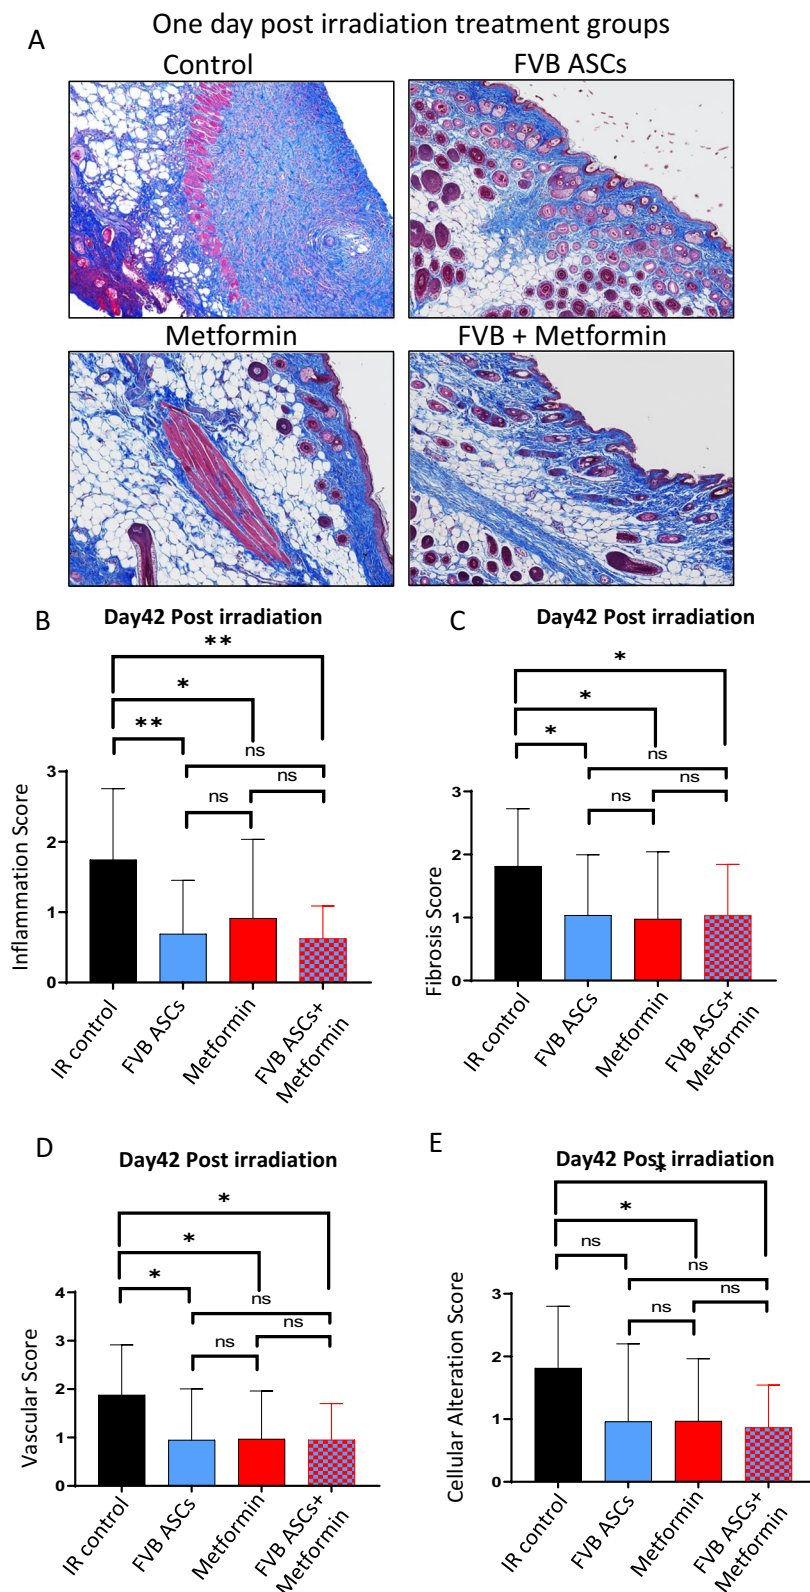 One day post irradiation treatment groups
A
Control
FVB ASCs
Metformin
FVB + Metformin
B
Day42 Post irradiation
**
*
**
ns
ns
ns
3
2
1
0
Inflammation Score
IR control
FVB ASCs
Metformin
FVB ASCs+
Metformin
C
Day42 Post irradiation
*
*
*
ns
ns
ns
3
2
1
0
Fibrosis Score
IR control
FVB ASCs
Metformin
FVB ASCs+
Metformin
D
Day42 Post irradiation
*
*
*
ns
ns
ns
4
3
2
1
0
Vascular Score
IR control
FVB ASCs
Metformin
FVB ASCs+
Metformin
E
Day42 Post irradiation
*
*
ns
ns
ns
ns
3
2
1
0
Cellular Alteration Score
IR control
FVB ASCs
Metformin
FVB ASCs+
Metformin